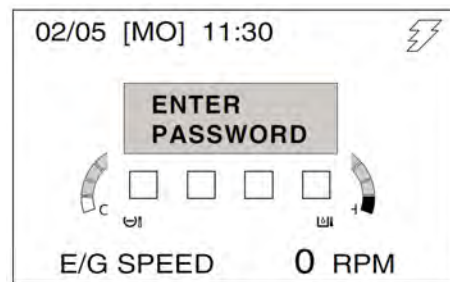 02/05 [MO] 11:30
ENTER
PASSWORD
C H
E/G SPEED 0 RPM